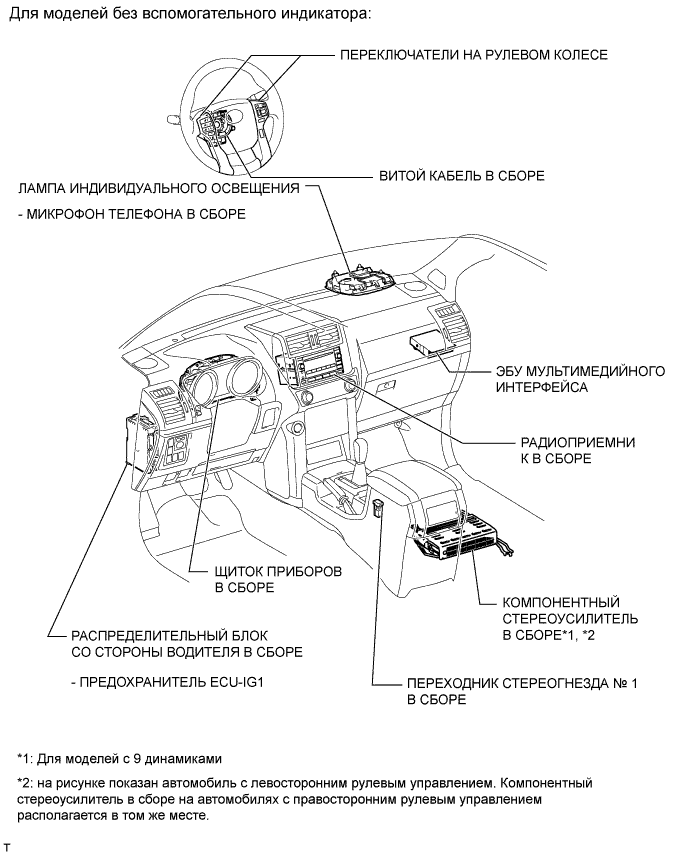 Для моделей без вспомогательного индикатора:
ПЕРЕКЛЮЧАТЕЛИ НА РУЛЕВОМ КОЛЕСЕ
ВИТОЙ КАБЕЛЬ В СБОРЕ
ЛАМПА ИНДИВИДУАЛЬНОГО ОСВЕЩЕНИЯ
- МИКРОФОН ТЕЛЕФОНА В СБОРЕ
ЭБУ МУЛЬТИМЕДИЙНОГО
ИНТЕРФЕЙСА
РАДИОПРИЕМНИ
К В СБОРЕ
ЩИТОК ПРИБОРОВ
В СБОРЕ
КОМПОНЕНТНЫЙ
СТЕРЕОУСИЛИТЕЛЬ
В СБОРЕ*1, *2
РАСПРЕДЕЛИТЕЛЬНЫЙ БЛОК
СО СТОРОНЫ ВОДИТЕЛЯ В СБОРЕ
- ПРЕДОХРАНИТЕЛЬ ECU-IG1
ПЕРЕХОДНИК СТЕРЕОГНЕЗДА № 1
В СБОРЕ
*1: Для моделей с 9 динамиками
*2: на рисунке показан автомобиль с левосторонним рулевым управлением. Компонентный
стереоусилитель в сборе на автомобилях с правосторонним рулевым управлением
располагается в том же месте.
T